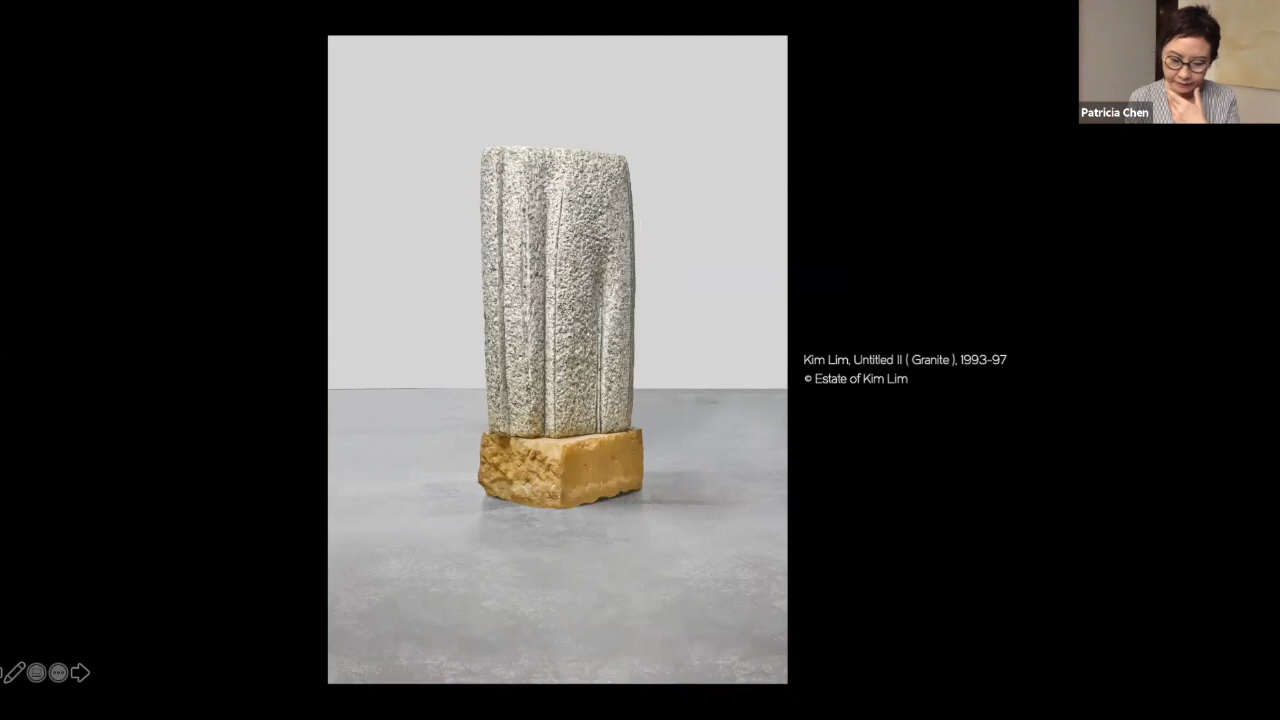 Patricia Chen
Kim Lim, Untitled II ( Granite ), 1993-97
© Estate of Kim Lim